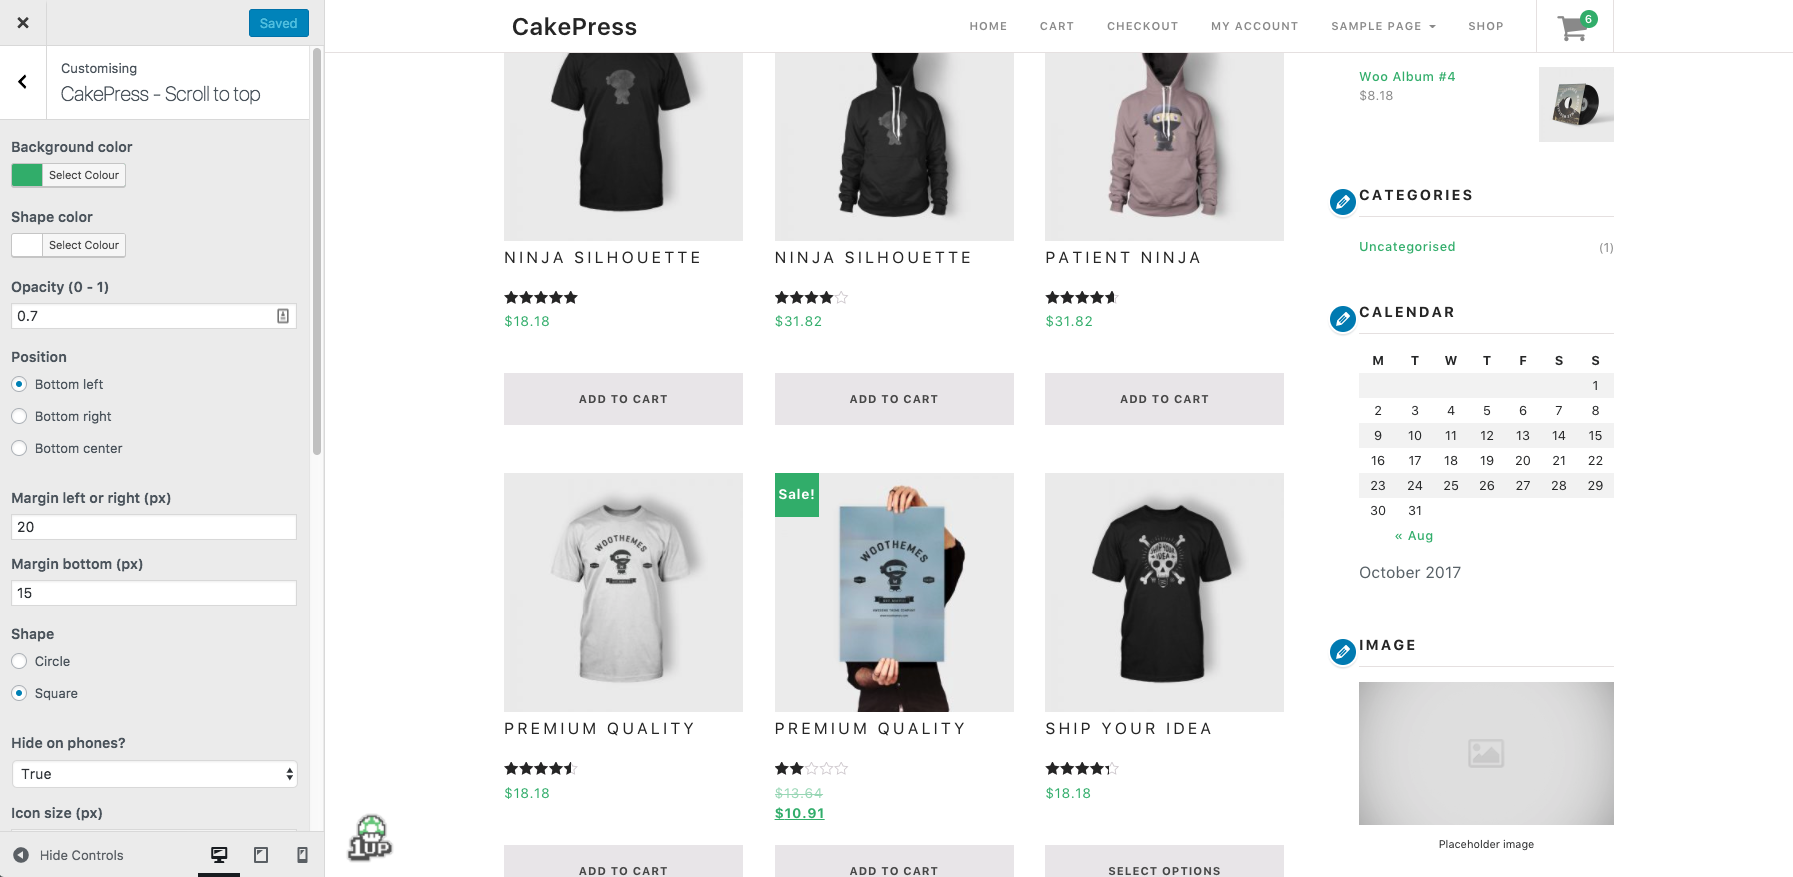 Saved
Customising
CakePress - Scroll to top
Background color
Select Colour
Shape color
Select Colour
Opacity (0 - 1)
0.7
Position
Bottom left
Bottom right
Bottom center
Margin left or right (px)
20
Margin bottom (px)
15
Shape
Circle
Square
Hide on phones?
True
Icon size (px)
Hide Controls
CakePress
HOME CART CHECKOUT MY ACCOUNT SAMPLE PAGE SHOP
6
NINJA SILHOUETTE
$18.18
ADD TO CART
NINJA SILHOUETTE
$31.82
ADD TO CART
PATIENT NINJA
$31.82
ADD TO CART
WOOTHEMES
PREMIUM QUALITY
$18.18
ADD TO CART
Sale!
WOOTHEMES
PREMIUM QUALITY
$13.64
$10.91
ADD TO CART
SHIP YOUR
IDEA
SHIP YOUR IDEA
$18.18
SELECT OPTIONS
1UP
Woo Album #4
$8.18
CATEGORIES
Uncategorised (1)
CALENDAR
M T W T F S S
1
2 3 4 5 6 7 8
9 10 11 12 13 14 15
16 17 18 19 20 21 22
23 24 25 26 27 28 29
30 31
« Aug
October 2017
IMAGE
Placeholder image